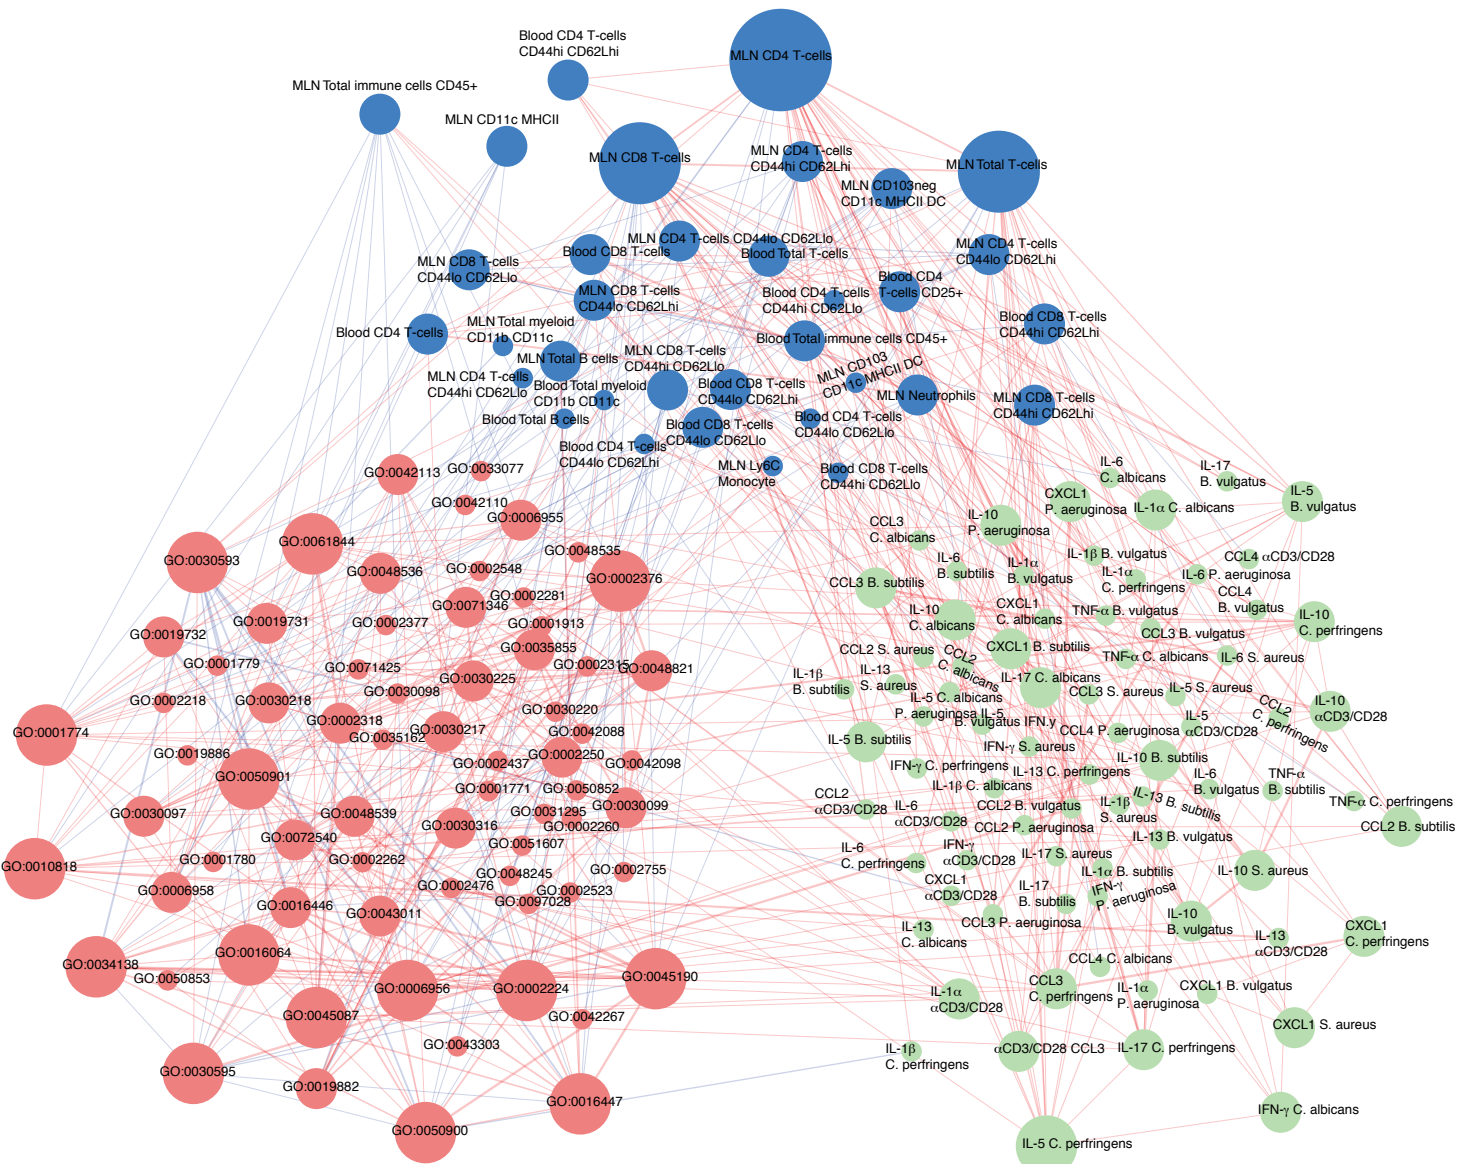 Blood CD4 T-cells
CD44hi CD62Lhi
MLN CD4 T-cells
MLN Total immune cells CD45+
MLN CD11c MHCII
MLN CD8 T-cells
MLN CD4 T-cells
CD44hi CD62Lhi
MLN Total T-cells
MLN CD103neg
CD11c MHCII DC
MLN CD4 T-cells CD44lo CD62Llo
Blood CD8 T-cells
Blood Total T-cells
MLN CD4 T-cells
CD44lo CD62Lhi
MLN CD8 T-cells
CD44lo CD62Llo
MLN CD8 T-cells
CD44lo CD62Lhi
Blood CD4 T-cells
CD44hi CD62Llo
Blood CD4
T-cells CD25+
Blood CD8 T-cells
CD44hi CD62Lhi
Blood CD4 T-cells
MLN Total myeloid
CD11b CD11c
Blood Total immune cells CD45+
MLN Total B cells
MLN CD8 T-cells
CD44hi CD62Llo
MLN CD4 T-cells
CD44hi CD62Llo
Blood Total myeloid
CD11b CD11c
Blood CD8 T-cells
CD44lo CD62Lhi
MLN CD103
CD11c MHCII DC
MLN Neutrophils
MLN CD8 T-cells
CD44hi CD62Lhi
Blood Total B cells
Blood CD8 T-cells
CD44lo CD62Llo
Blood CD4 T-cells
CD44lo CD62Llo
Blood CD4 T-cells
CD44lo CD62Lhi
MLN Ly6C
Monocyte
Blood CD8 T-cells
CD44hi CD62Llo
GO:0042113
GO:0033077
GO:0042110
GO:0006955
GO:0061844
GO:0030593
GO:0048535
GO:0048536
GO:0002548
GO:0002376
GO:0002281
GO:0071346
GO:0019732
GO:0019731
GO:0002377
GO:0001913
GO:0035855
GO:0001779
GO:0071425
GO:0002315
GO:0048821
GO:0030225
GO:0002218
GO:0030218
GO:0030098
GO:0030220
GO:0001774
GO:0002318
GO:0035162
GO:0030217
GO:0042088
GO:0019886
GO:0002437
GO:0002250
GO:0042098
GO:0050901
GO:0001771
GO:0050852
GO:0030097
GO:0048539
GO:0031295
GO:0030099
GO:0072540
GO:0030316
GO:0002260
GO:0051607
GO:0010818
GO:0001780
GO:0002262
GO:0048245
GO:0002755
GO:0006958
GO:0002476
GO:0002523
GO:0097028
GO:0016446
GO:0043011
GO:0034138
GO:0016064
GO:0050853
GO:0006956
GO:0002224
GO:0045190
GO:0045087
GO:0042267
GO:0043303
GO:0030595
GO:0019882
GO:0016447
GO:0050900
IL-6
C. albicans
IL-17
B. vulgatus
CXCL1
P. aeruginosa
IL-1α C. albicans
IL-5
B. vulgatus
CCL3
C. albicans
IL-10
P. aeruginosa
IL-6
B. subtilis
IL-1α
B. vulgatus
IL-1β B. vulgatus
CCL4 αCD3/CD28
IL-1α
C. perfringens
IL-6 P. aeruginosa
CCL3 B. subtilis
CCL4
B. vulgatus
IL-10
C. albicans
CXCL1
C. albicans
TNF-α B. vulgatus
IL-10
C. perfringens
CCL3 B. vulgatus
CCL2 S. aureus
CXCL1 B. subtilis
CCL2
C. albicans
TNF-α C. albicans
IL-6 S. aureus
IL-1β
B. subtilis
IL-13
S. aureus
IL-17 C. albicans
IL-5 C. albicans
CCL3 S. aureus
IL-5 S. aureus
CCL2
C. perfringens
IL-10
αCD3/CD28
P. aeruginosa IL-5
B. vulgatus IFN.y
CCL4 P. aeruginosa
IL-5
αCD3/CD28
IL-5 B. subtilis
IFN-γ S. aureus
IFN-γ C. perfringens
IL-13 C. perfringens
IL-10 B. subtilis
IL-1β C. albicans
IL-6
B. vulgatus
TNF-α
B. subtilis
CCL2
αCD3/CD28
IL-6
αCD3/CD28
CCL2 B. vulgatus
IL-1β
S. aureus
IL-13 B. subtilis
TNF-α C. perfringens
CCL2 P. aeruginosa
IL-13 B. vulgatus
CCL2 B. subtilis
IL-6
C. perfringens
IFN-γ
αCD3/CD28
IL-17 S. aureus
IL-1α B. subtilis
IL-10 S. aureus
CXCL1
αCD3/CD28
IL-17
B. subtilis
IFN-γ
P. aeruginosa
CCL3 P. aeruginosa
IL-10
B. vulgatus
IL-13
C. albicans
IL-13
αCD3/CD28
CXCL1
C. perfringens
CCL4 C. albicans
IL-1α
αCD3/CD28
CCL3
C. perfringens
IL-1α
P. aeruginosa
CXCL1 B. vulgatus
CXCL1 S. aureus
IL-1β
C. perfringens
αCD3/CD28 CCL3
IL-17 C. perfringens
IFN-γ C. albicans
IL-5 C. perfringens